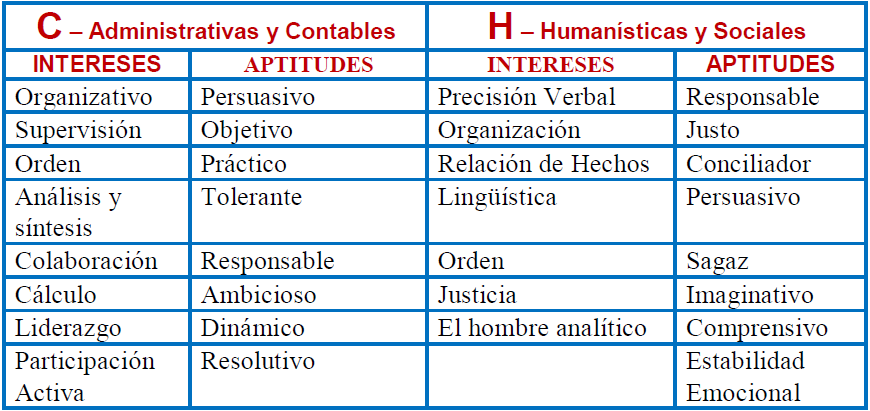 C – Administrativas y Contables H – Humanísticas y Sociales
INTERESES APTITUDES INTERESES APTITUDES
Organizativo Persuasivo Precisión Verbal Responsable
Supervisión Objetivo Organización Justo
Orden Práctico Relación de Hechos Conciliador
Análisis y Tolerante Lingüística Persuasivo
síntesis
Colaboración Responsable Orden Sagaz
Cálculo Ambicioso Justicia Imaginativo
Liderazgo Dinámico El hombre analítico Comprensivo
Participación Resolutivo Estabilidad
Activa Emocional